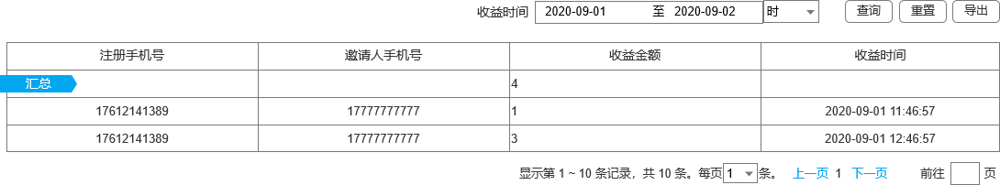 收益时间 2020-09-01 至 2020-09-02 时 查询 重置 导出
注册手机号 邀请人手机号 收益金额 收益时间
汇总 4
17612141389 17777777777 1 2020-09-01 11:46:57
17612141389 17777777777 3 2020-09-01 12:46:57
显示第 1 ~ 10 条记录，共 10 条。每页 1 条。 上一页 1 下一页 前往 页